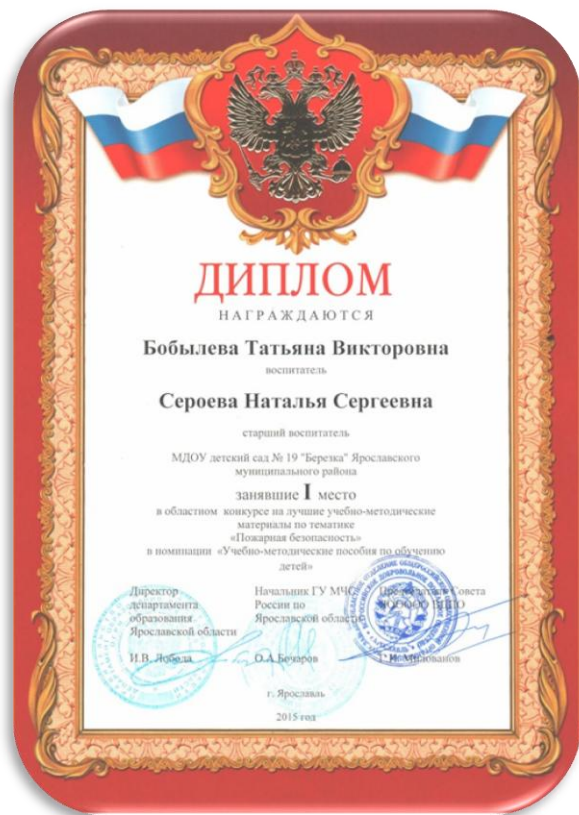 ДИПЛОМ
НАГРАЖДАЮТСЯ
Бобылева Татьяна Викторовна
воспитатель
Сероева Наталья Сергеевна
старший воспитатель
МДОУ детский сад № 19 "Березка" Ярославского
муниципального района
занявшие I место
в областном конкурсе на лучшие учебно-методические
материалы по тематике
«Пожарная безопасность»
в номинации «Учебно-методические пособия по обучению
детей»
Директор
департамента
образования
Ярославской области
И.В. Лобода
Начальник ГУ МЧС
России по
Ярославской области
О.А.Бочаров
Председатель Совета
ВДПО
Милованов
г. Ярославль
2015 год